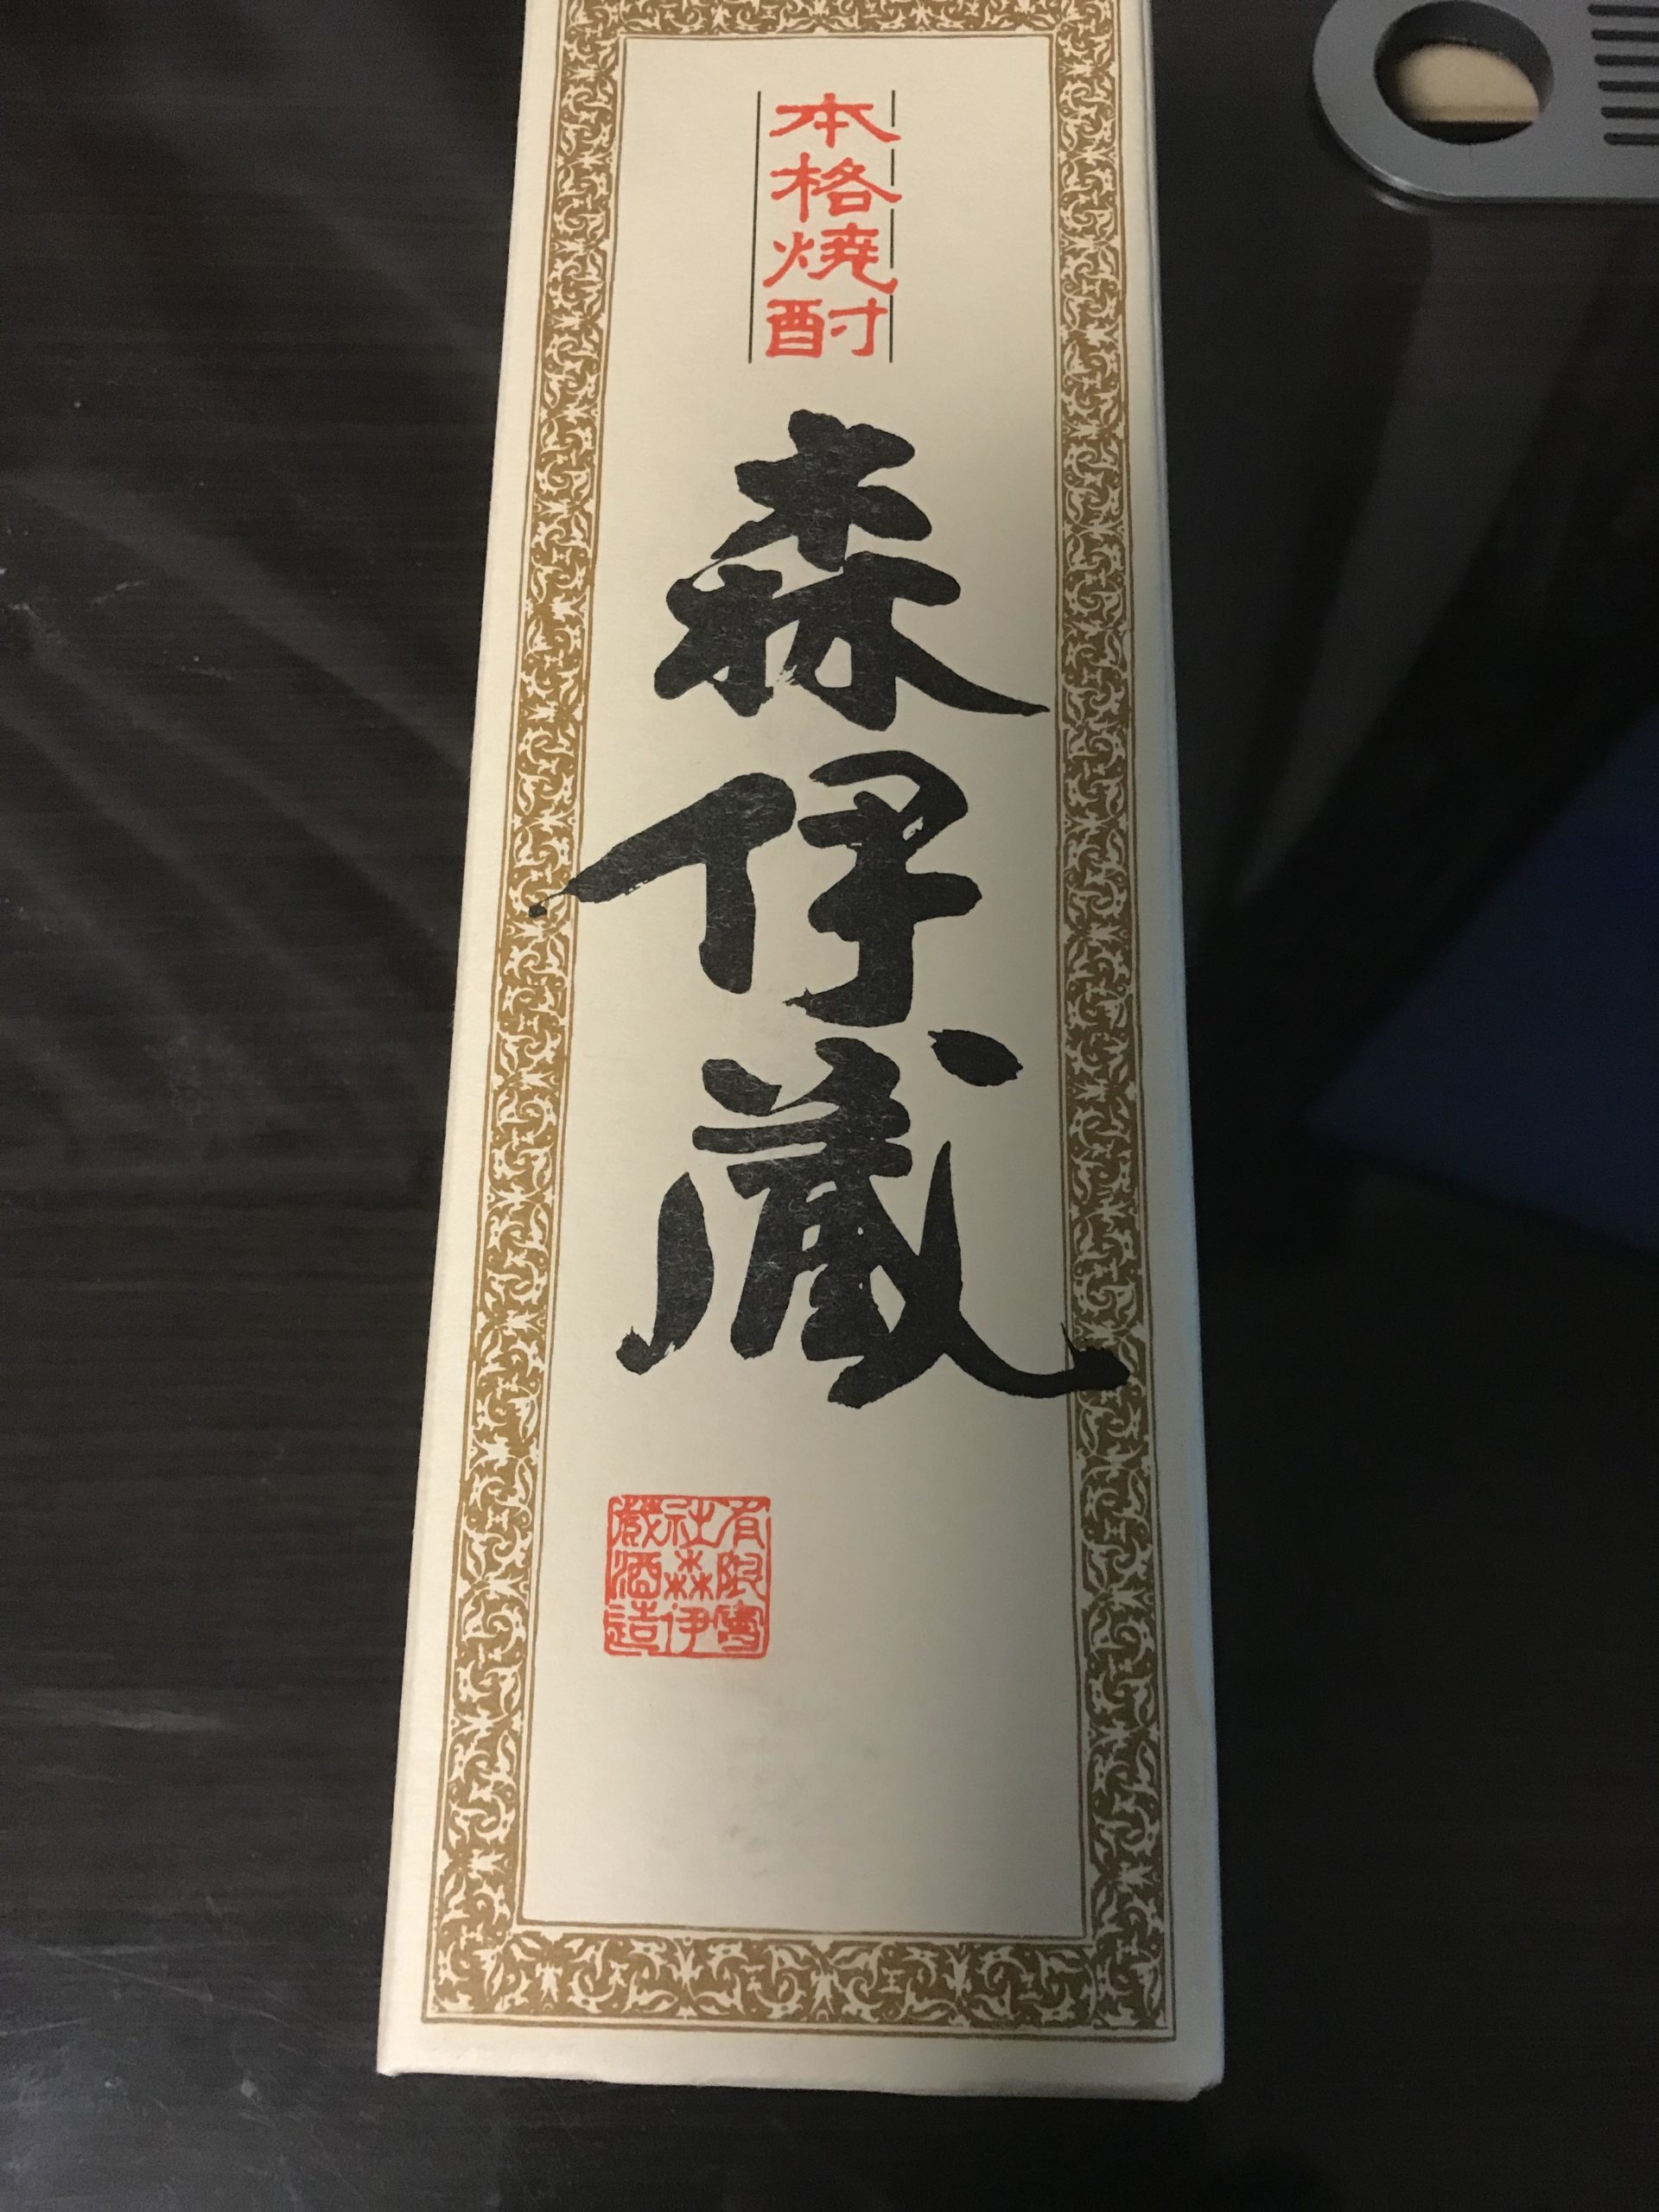 本格焼酎
森伊蔵
有限會
社森伊
蔵酒造